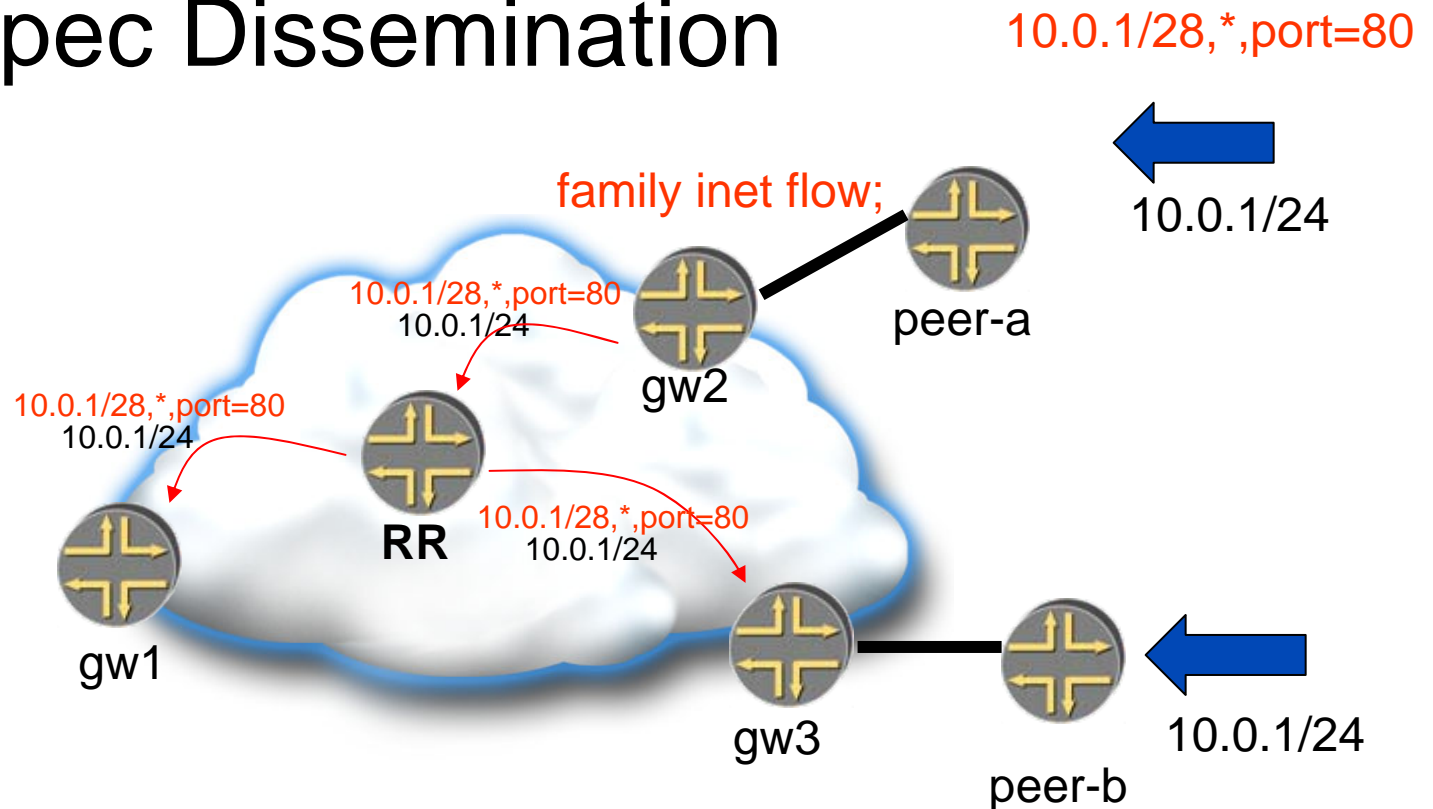 pec Dissemination
10.0.1/28,*,port=80
family inet flow;
10.0.1/24
peer-a
10.0.1/28,*,port=80
10.0.1/24
gw2
10.0.1/28,*,port=80
10.0.1/24
RR
10.0.1/28,*,port=80
10.0.1/24
gw1
gw3
10.0.1/24
peer-b